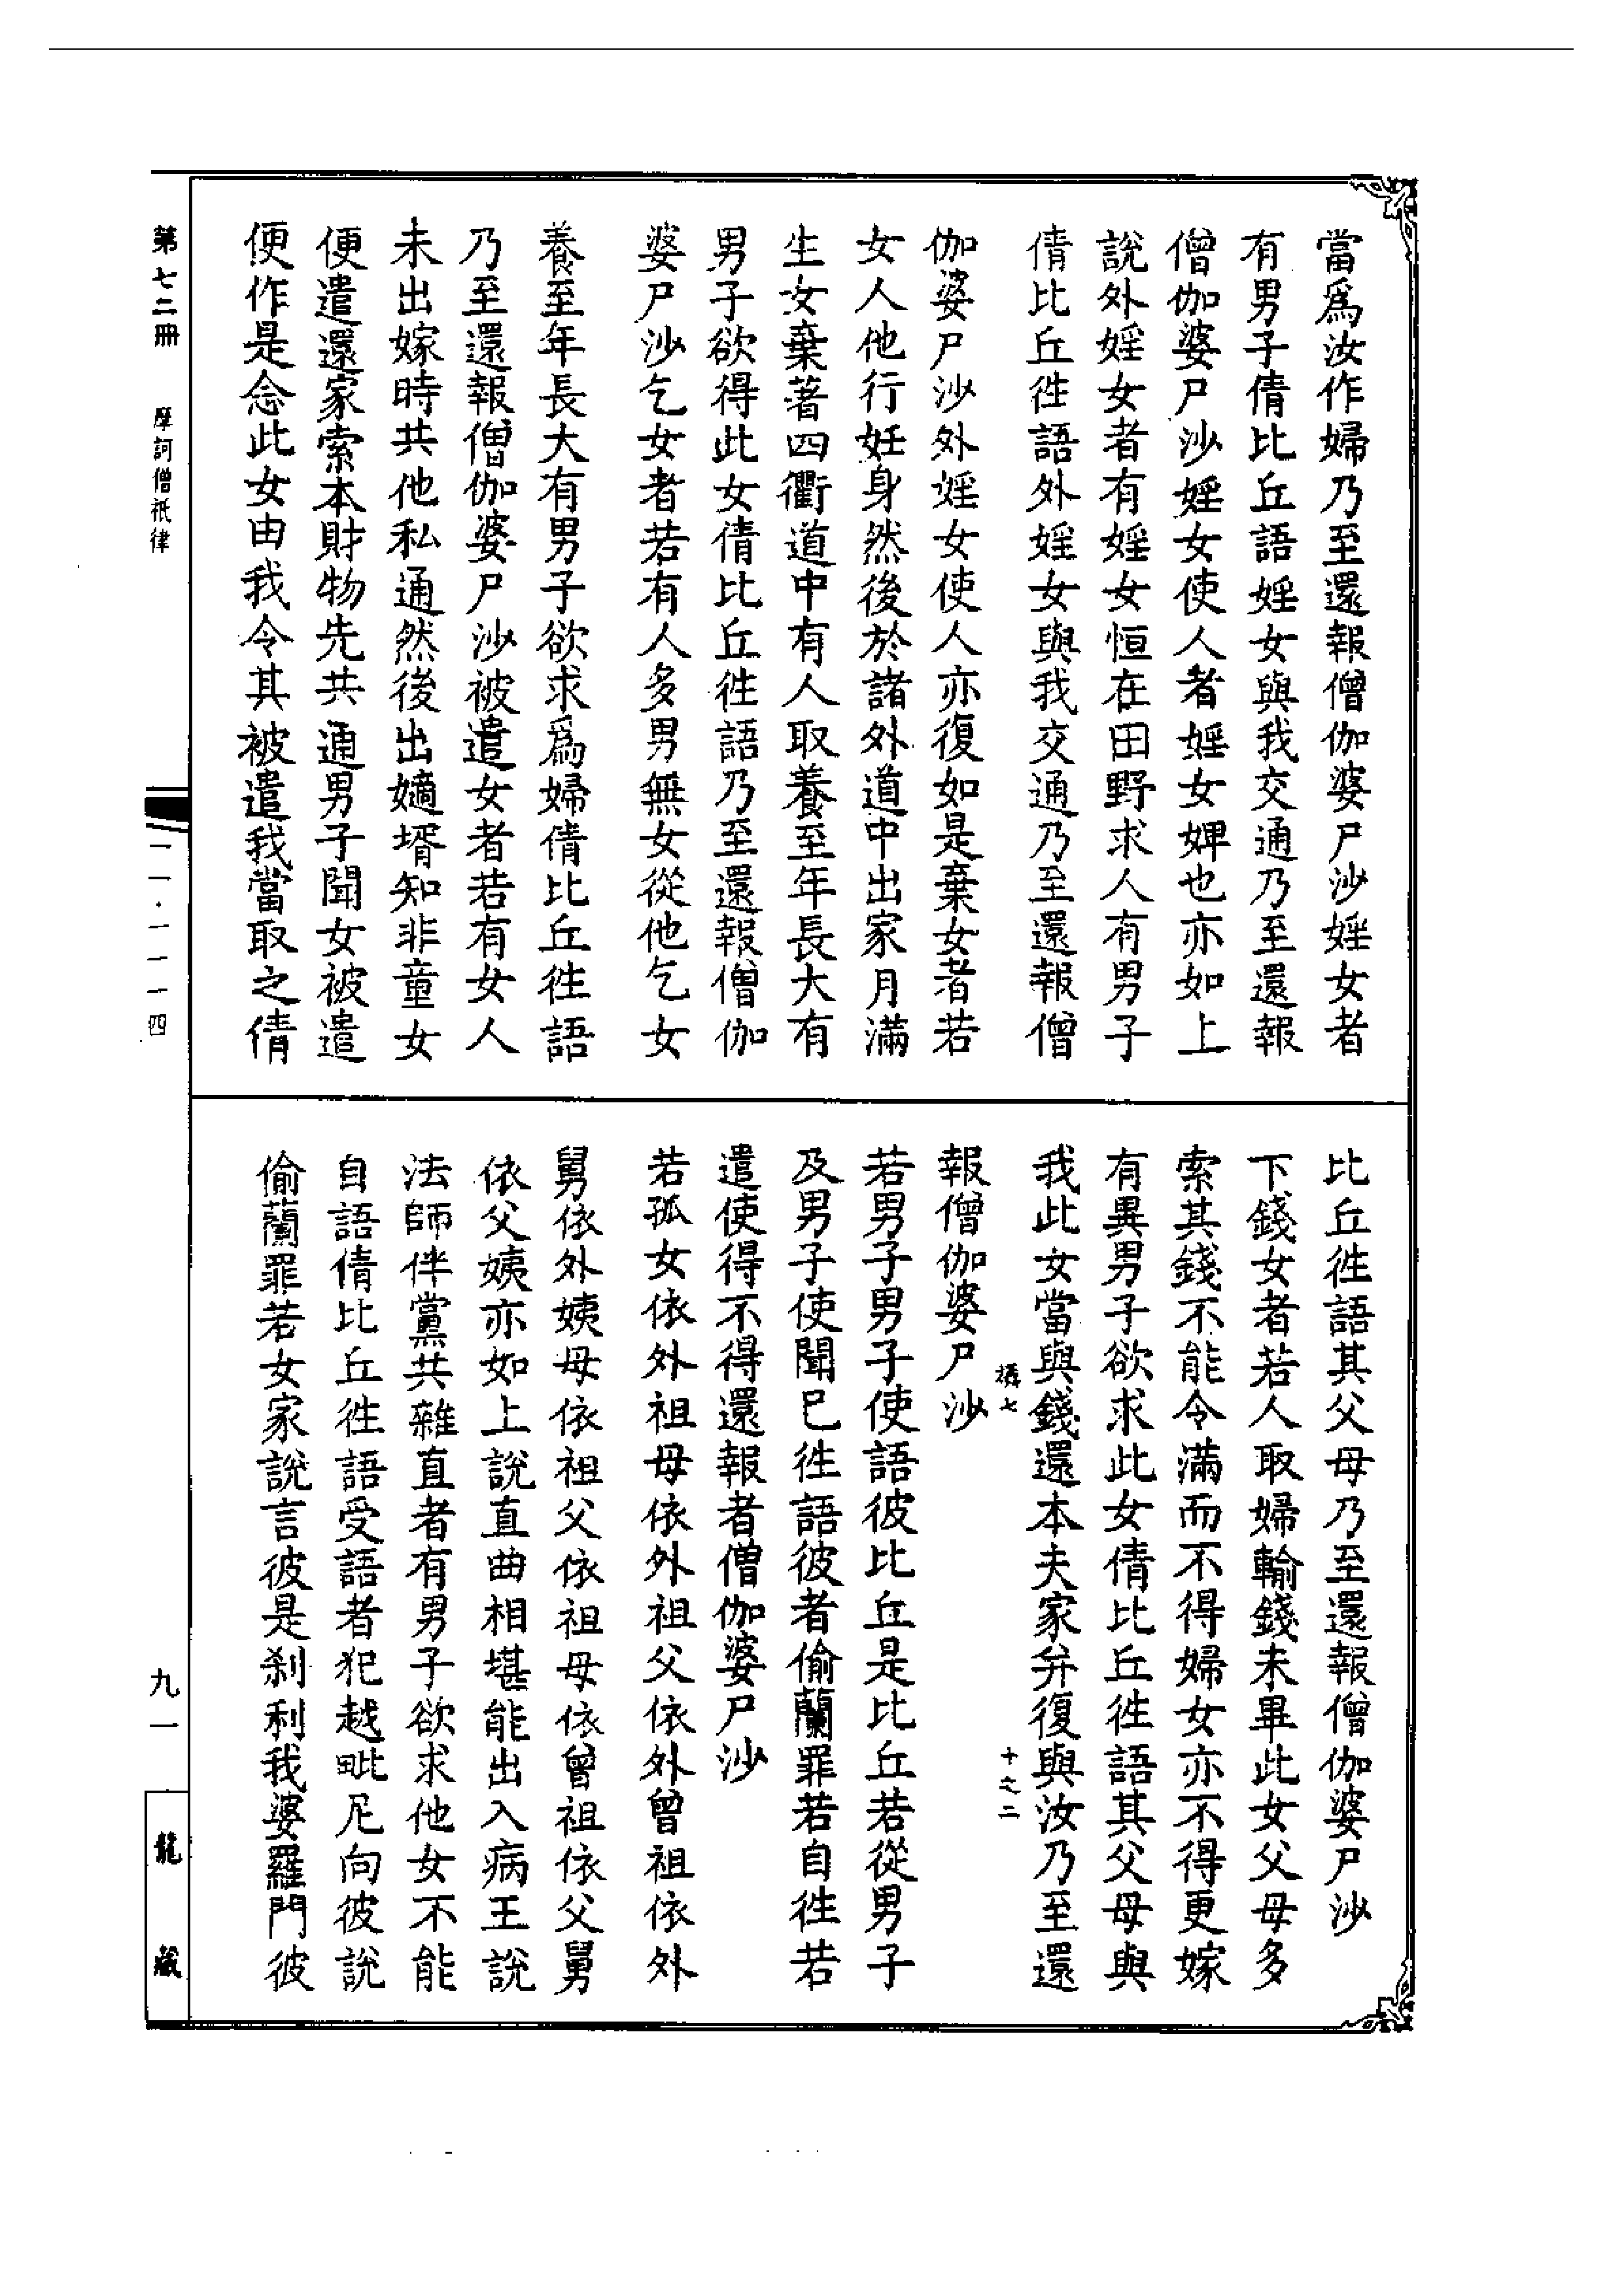 當爲汝作婦乃至還報僧伽婆尸沙婬女者
有男子倩比丘語婬女與我交通乃至還報
僧伽婆尸沙婬女使人者婬女婢也亦如上
說外婬女者有婬女恒在田野求人有男子
倩比丘徃語外婬女與我交通乃至還報僧
伽婆尸沙外婬女使人亦復如是棄女者若
女人他行妊身然後於諸外道中出家月滿
生女棄著四衢道中有人取養至年長大有
男子欲得此女倩比丘徃語乃至還報僧伽
婆尸沙乞女者若有人多男無女從他乞女
養至年長大有男子欲求爲婦倩比丘徃語
乃至還報僧伽婆尸沙被遣女者若有女人
未出嫁時共他私通然後出嫡壻知非童女
便遣還家索本財物先共通男子聞女被遣
便作是念此女由我令其被遣我當取之倩
比丘徃語其父母乃至還報僧伽婆尸沙
下錢女者若人取婦輸錢未畢此女父母多
索其錢不能令滿而不得婦女亦不得更嫁
有異男子欲求此女倩比丘徃語其父母與
我此女當與錢還本夫家并復與汝乃至還
十之二
報僧伽婆尸沙
若男子男子使語彼比丘是比丘若從男子
及男子使聞已徃語彼者偷蘭罪若自徃若
遣使得不得還報者僧伽婆尸沙
若孤女依外祖母依外祖父依外曾祖依外
舅依外姨母依祖父依祖母依曾祖依父舅
依父姨亦如上說直曲相堪能出入病王說
法師伴黨共雜直者有男子欲求他女不能
自語倩比丘徃語受語者犯越毗尼向彼說
偷蘭罪若女家說言彼是剎利我婆羅門彼
第七二冊
摩訶僧祇律
一一·一一一四
九一
龍藏